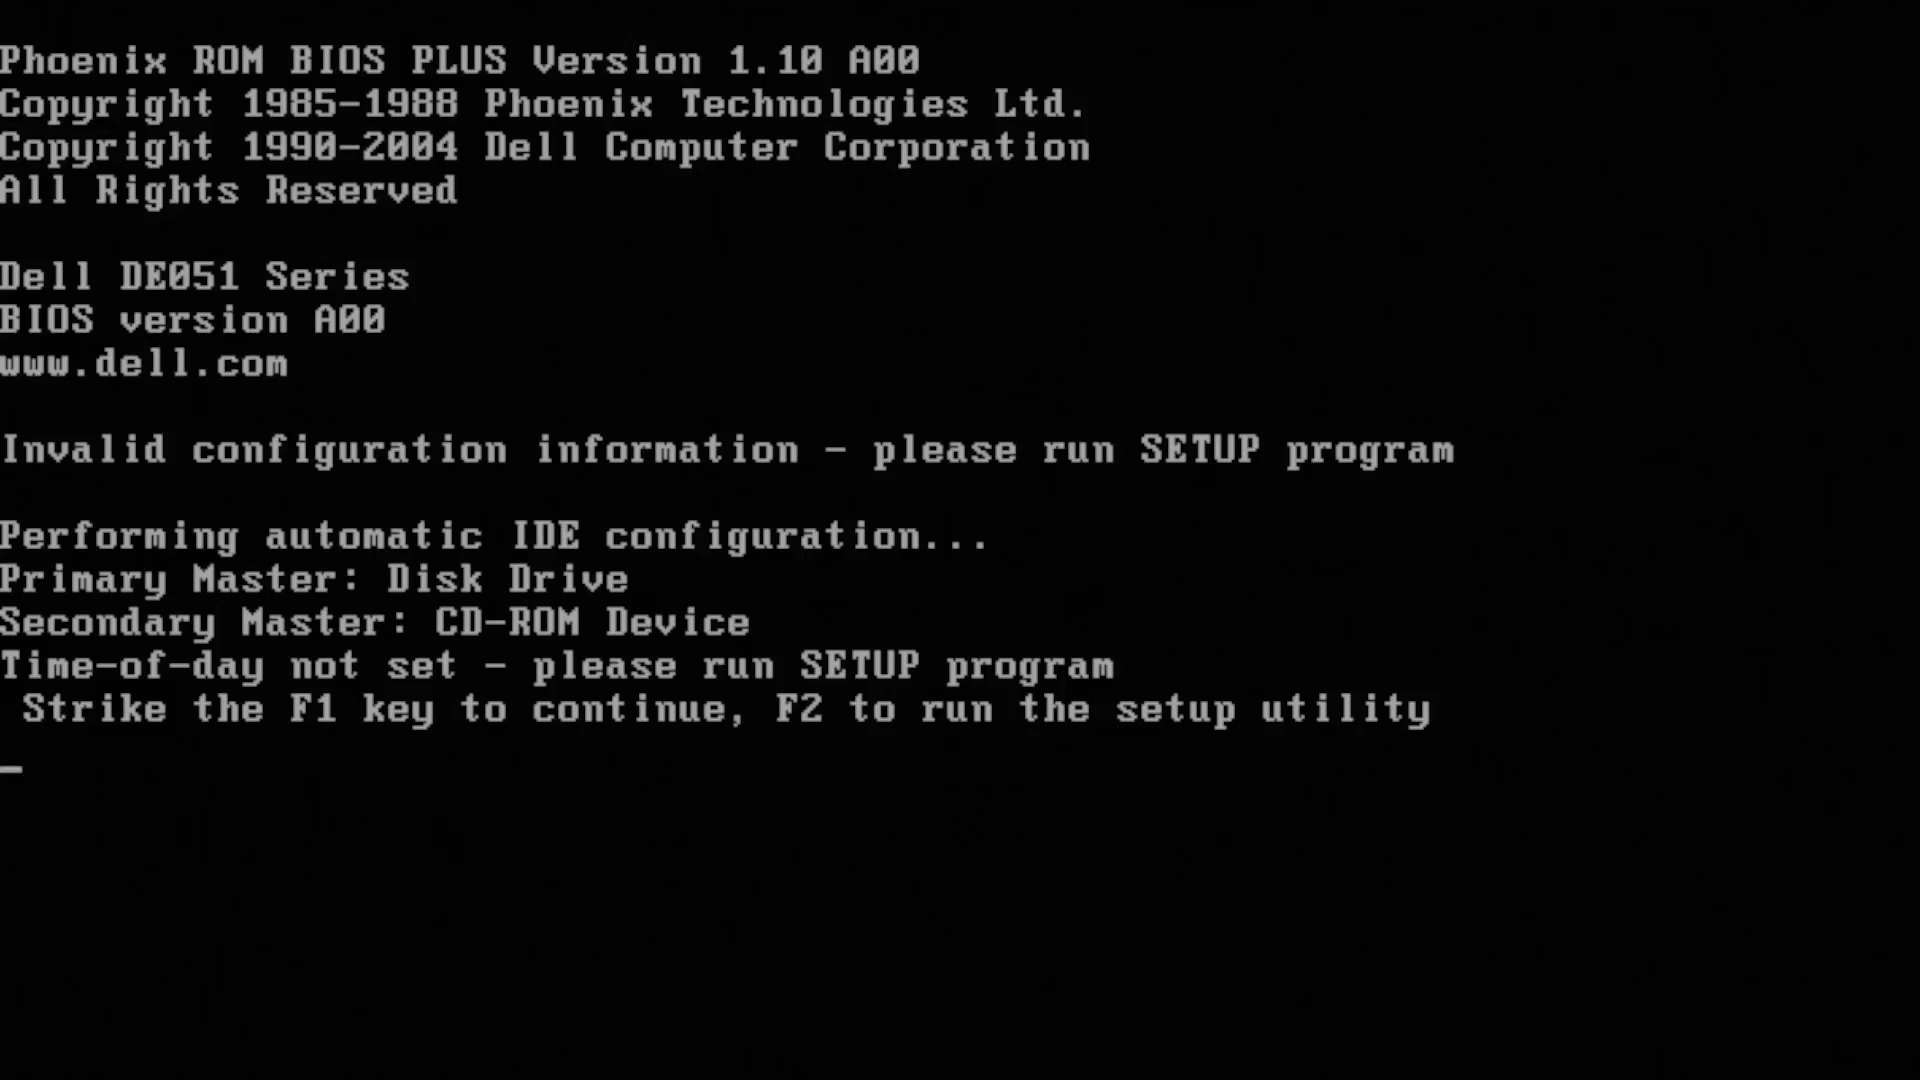 Phoenix ROM BIOS PLUS Version 1.10 A00
Copyright 1985-1988 Phoenix Technologies Ltd.
Copyright 1990-2004 Dell Computer Corporation
All Rights Reserved
Dell DE051 Series
BIOS version A00
www.dell.com
Invalid configuration information - please run SETUP program
Performing automatic IDE configuration...
Primary Master: Disk Drive
Secondary Master: CD-ROM Device
Time-of-day not set - please run SETUP program
Strike the F1 key to continue, F2 to run the setup utility
_